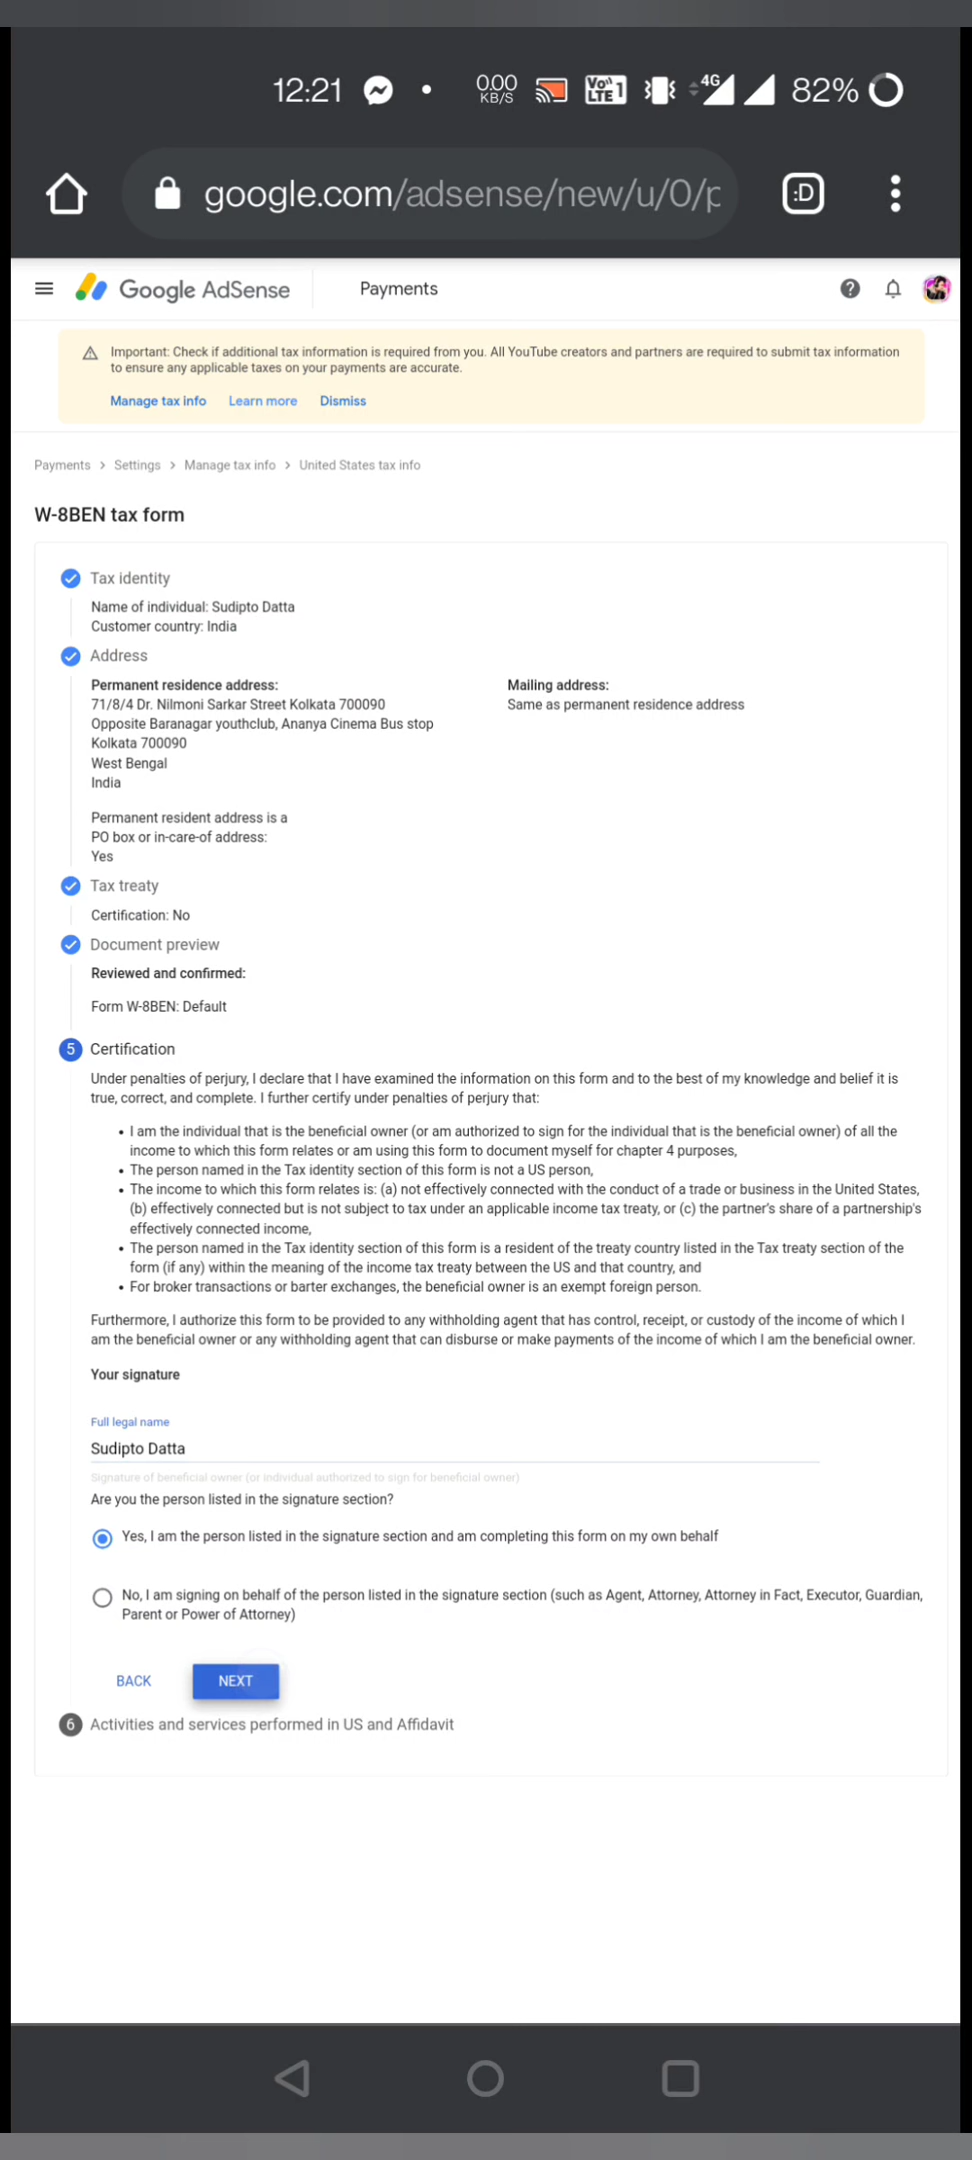 12:21 0.00 KB/S VoLTE 1 4G 82%
google.com/adsense/new/u/0/p :D
Google AdSense Payments
Important: Check if additional tax information is required from you. All YouTube creators and partners are required to submit tax information
to ensure any applicable taxes on your payments are accurate.
Manage tax info Learn more Dismiss
Payments > Settings > Manage tax info > United States tax info
W-8BEN tax form
Tax identity
Name of individual: Sudipto Datta
Customer country: India
Address
Permanent residence address: Mailing address:
71/8/4 Dr. Nilmoni Sarkar Street Kolkata 700090 Same as permanent residence address
Opposite Baranagar youthclub, Ananya Cinema Bus stop
Kolkata 700090
West Bengal
India
Permanent resident address is a
PO box or in-care-of address:
Yes
Tax treaty
Certification: No
Document preview
Reviewed and confirmed:
Form W-8BEN: Default
5 Certification
Under penalties of perjury, I declare that I have examined the information on this form and to the best of my knowledge and belief it is
true, correct, and complete. I further certify under penalties of perjury that:
• I am the individual that is the beneficial owner (or am authorized to sign for the individual that is the beneficial owner) of all the
income to which this form relates or am using this form to document myself for chapter 4 purposes,
• The person named in the Tax identity section of this form is not a US person,
• The income to which this form relates is: (a) not effectively connected with the conduct of a trade or business in the United States,
(b) effectively connected but is not subject to tax under an applicable income tax treaty, or (c) the partner's share of a partnership's
effectively connected income,
• The person named in the Tax identity section of this form is a resident of the treaty country listed in the Tax treaty section of the
form (if any) within the meaning of the income tax treaty between the US and that country, and
• For broker transactions or barter exchanges, the beneficial owner is an exempt foreign person.
Furthermore, I authorize this form to be provided to any withholding agent that has control, receipt, or custody of the income of which I
am the beneficial owner or any withholding agent that can disburse or make payments of the income of which I am the beneficial owner.
Your signature
Full legal name
Sudipto Datta
Signature of beneficial owner (or individual authorized to sign for beneficial owner)
Are you the person listed in the signature section?
Yes, I am the person listed in the signature section and am completing this form on my own behalf
No, I am signing on behalf of the person listed in the signature section (such as Agent, Attorney, Attorney in Fact, Executor, Guardian,
Parent or Power of Attorney)
BACK NEXT
6 Activities and services performed in US and Affidavit